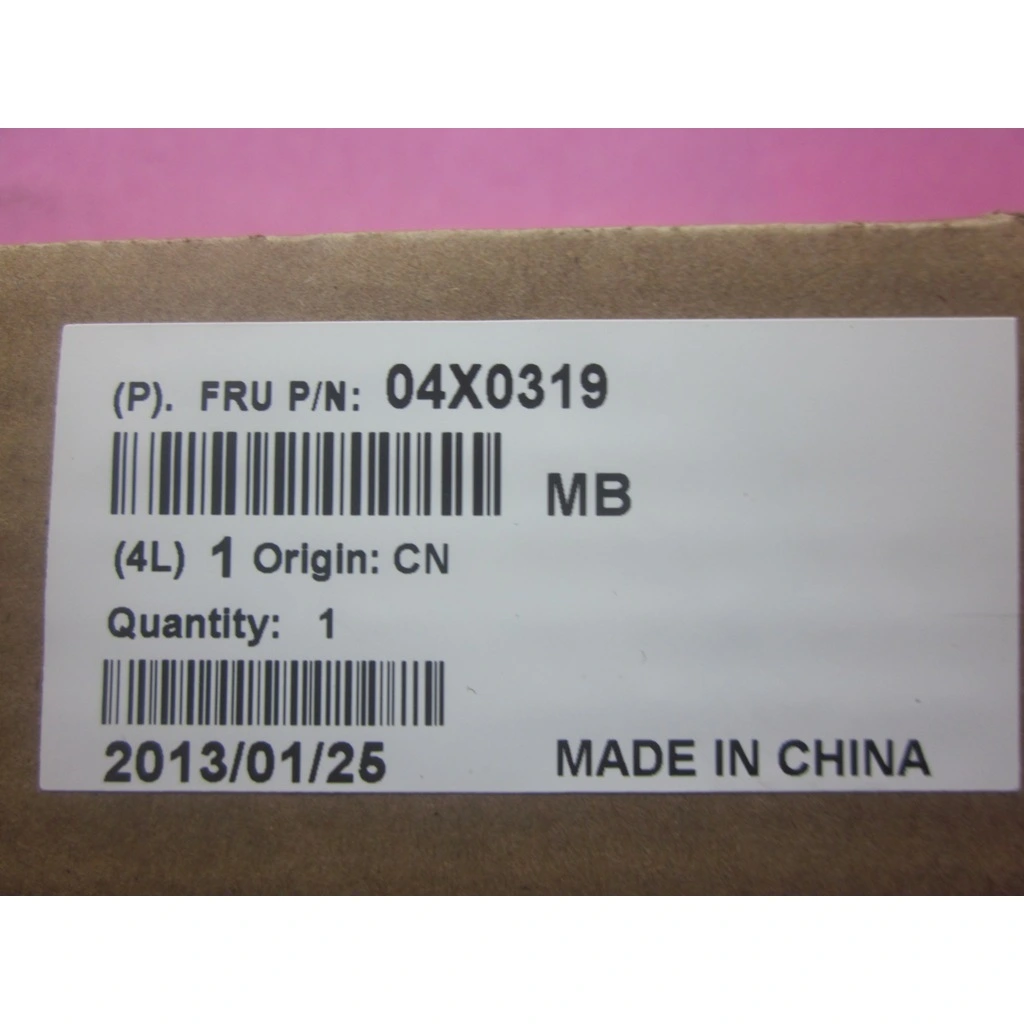 (P). FRU P/N: 04X0319
MB
(4L) 1 Origin: CN
Quantity: 1
2013/01/25
MADE IN CHINA